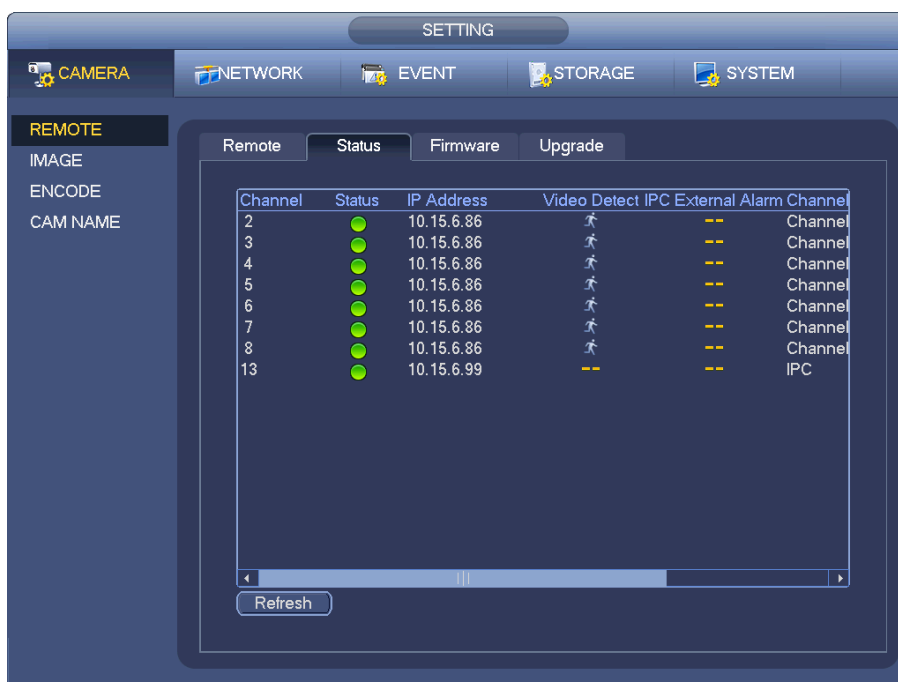 SETTING
CAMERA NETWORK EVENT STORAGE SYSTEM
REMOTE
IMAGE
ENCODE
CAM NAME
Remote Status Firmware Upgrade
Channel Status IP Address Video Detect IPC External Alarm Channel
2 10.15.6.86 -- Channel
3 10.15.6.86 -- Channel
4 10.15.6.86 -- Channel
5 10.15.6.86 -- Channel
6 10.15.6.86 -- Channel
7 10.15.6.86 -- Channel
8 10.15.6.86 -- Channel
13 10.15.6.99 -- -- IPC
Refresh